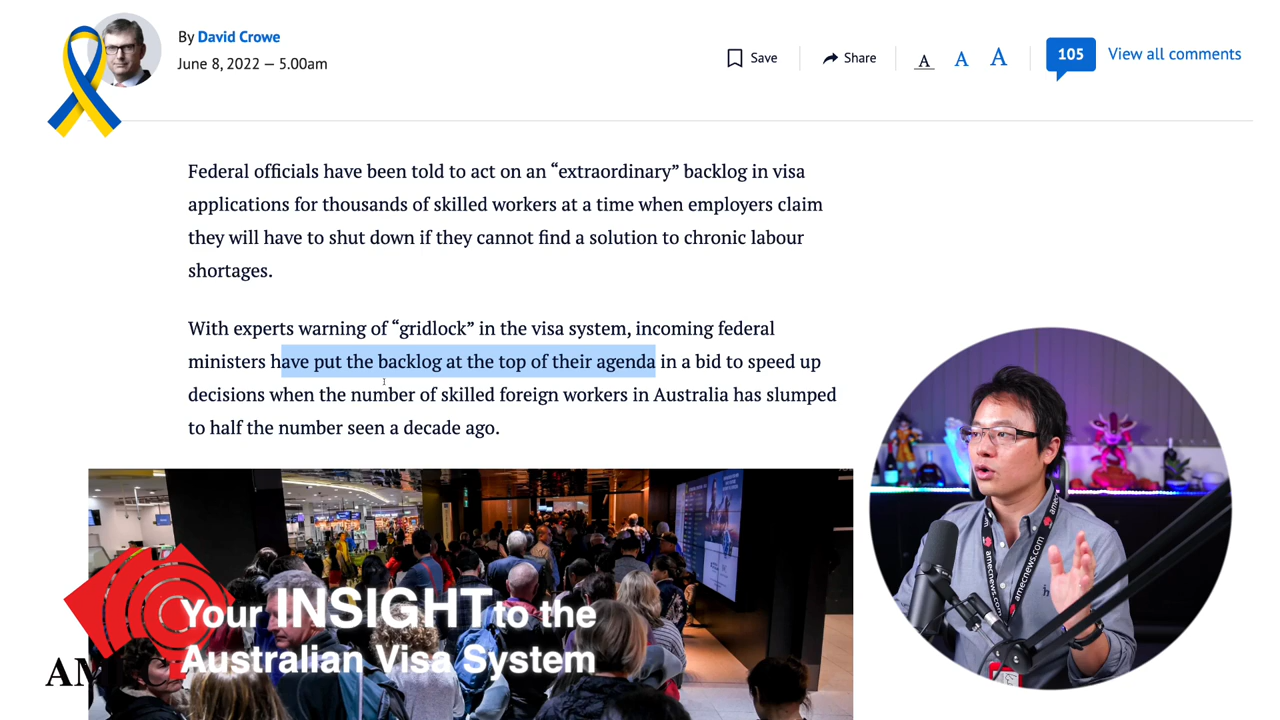 By David Crowe
June 8, 2022 — 5.00am
Save
Share
A A A
105
View all comments
Federal officials have been told to act on an “extraordinary” backlog in visa
applications for thousands of skilled workers at a time when employers claim
they will have to shut down if they cannot find a solution to chronic labour
shortages.
With experts warning of “gridlock” in the visa system, incoming federal
ministers have put the backlog at the top of their agenda in a bid to speed up
decisions when the number of skilled foreign workers in Australia has slumped
to half the number seen a decade ago.
Your INSIGHT to the
Australian Visa System
amecnews.com